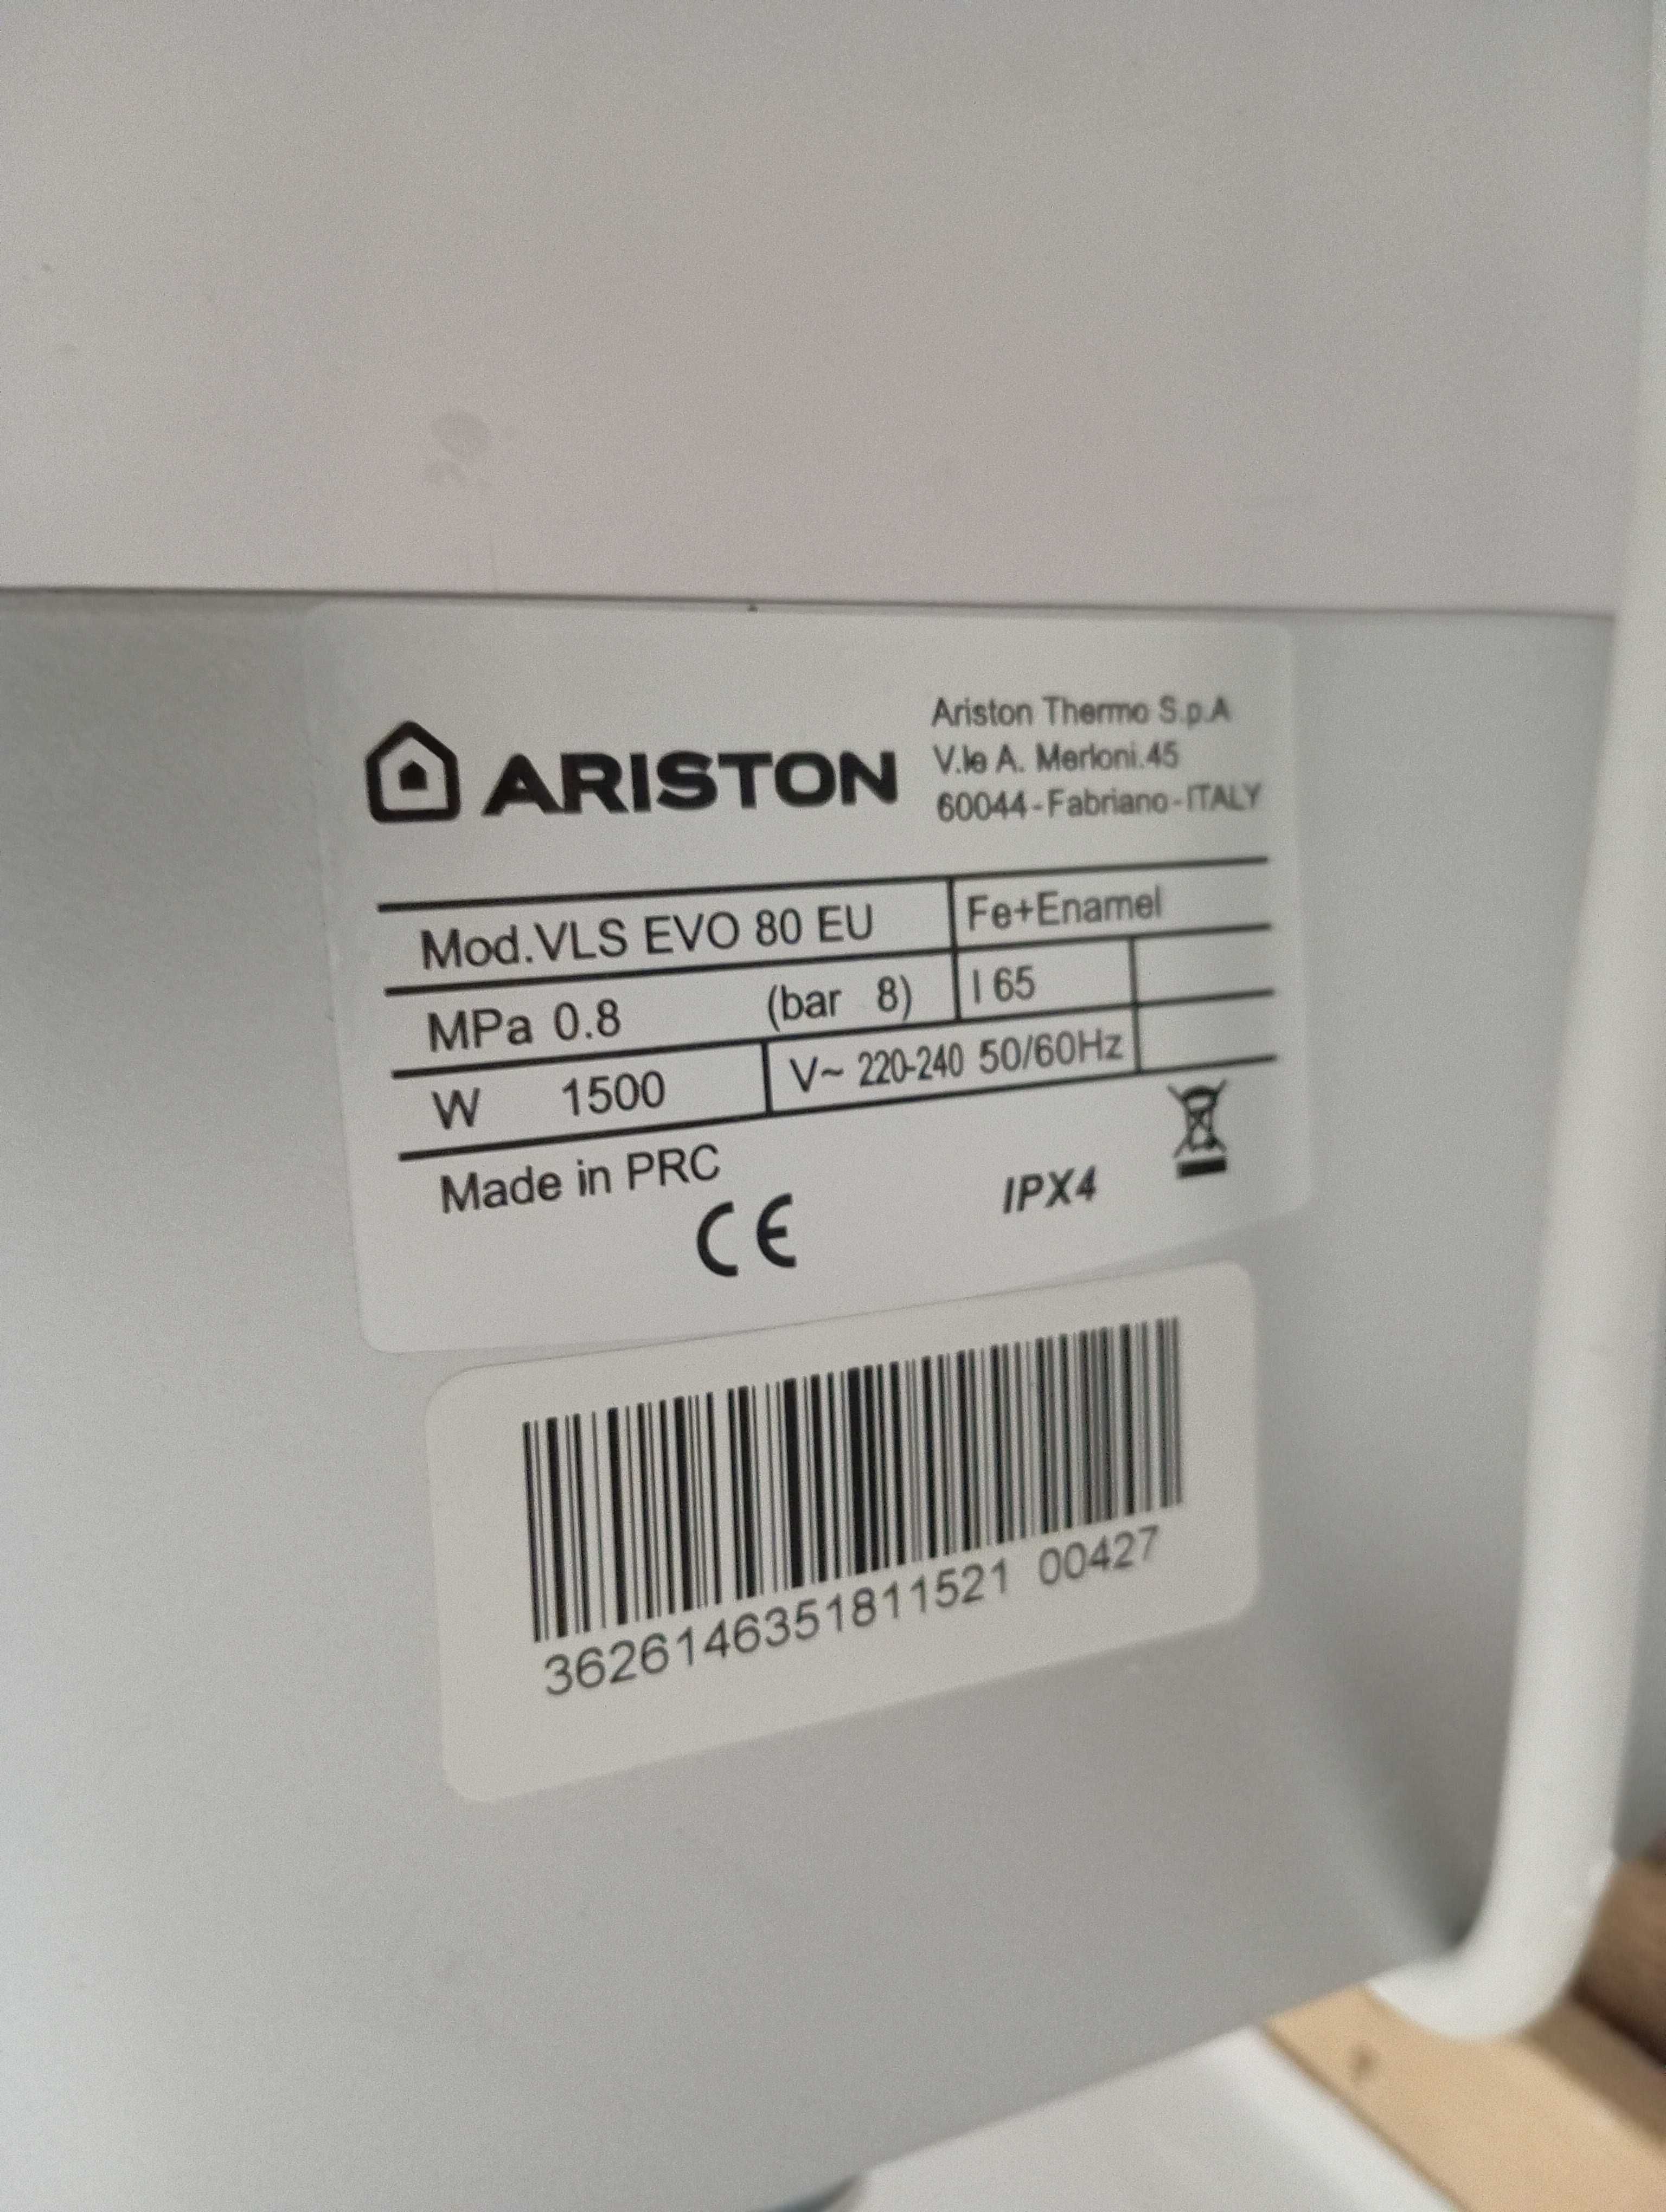 ARISTON
Ariston Thermo S.p.A
V.le A. Merloni.45
60044-Fabriano-ITALY
Mod.VLS EVO 80 EU Fe+Enamel
MPa 0.8 (bar 8) l 65
W 1500 V~ 220-240 50/60Hz
Made in PRC
CE
IPX4
3626146351811521 00427